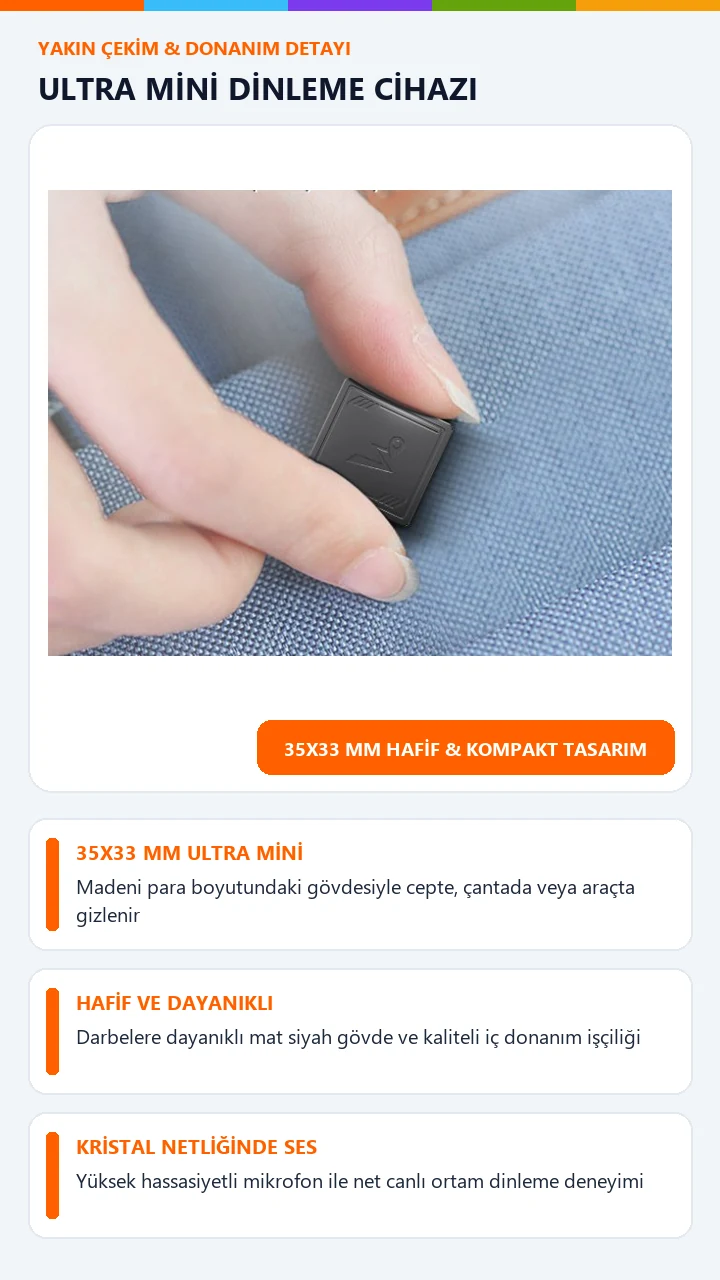 YAKIN ÇEKİM & DONANIM DETAYI
ULTRA MİNİ DİNLEME CİHAZI
35X33 MM HAFİF & KOMPAKT TASARIM
35X33 MM ULTRA MİNİ
Madeni para boyutundaki gövdesiyle cepte, çantada veya araçta
gizlenir
HAFİF VE DAYANIKLI
Darbelere dayanıklı mat siyah gövde ve kaliteli iç donanım işçiliği
KRİSTAL NETLİĞİNDE SES
Yüksek hassasiyetli mikrofon ile net canlı ortam dinleme deneyimi